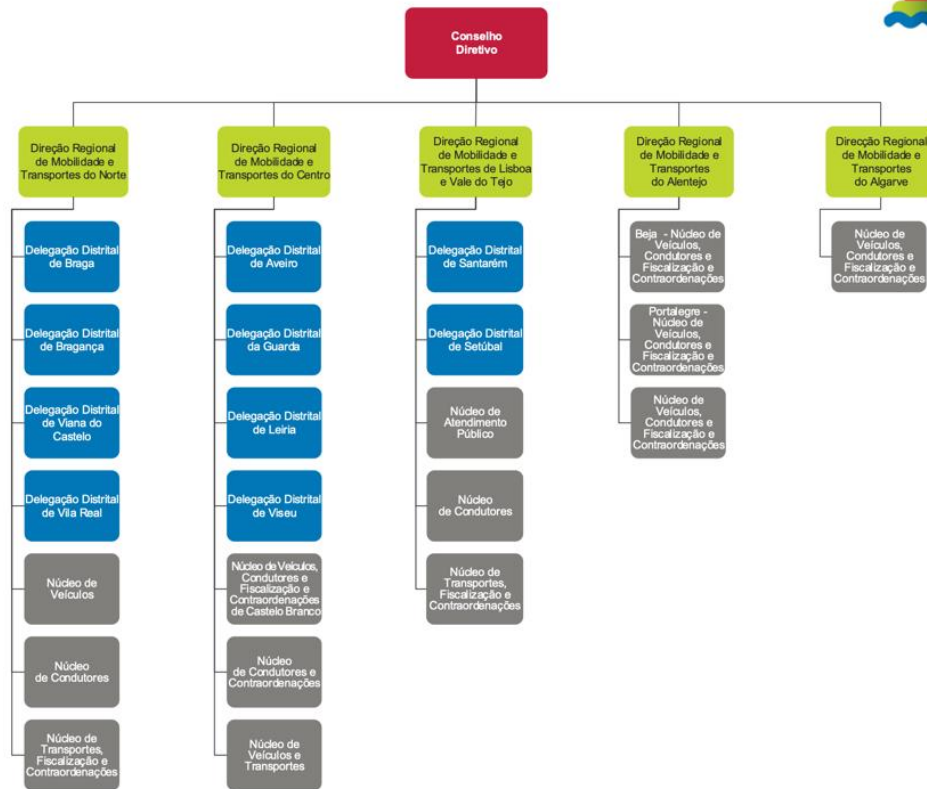 Conselho
Diretivo
Direção Regional
de Mobilidade e
Transportes do Norte
Delegação Distrital
de Braga
Delegação Distrital
de Bragança
Delegação Distrital
de Viana do
Castelo
Delegação Distrital
de Vila Real
Núcleo de
Veículos
Núcleo
de Condutores
Núcleo de
Transportes,
Fiscalização e
Contraordenações
Direção Regional
de Mobilidade e
Transportes do Centro
Delegação Distrital
de Aveiro
Delegação Distrital
da Guarda
Delegação Distrital
de Leiria
Delegação Distrital
de Viseu
Núcleo de Veículos,
Condutores e
Fiscalização e
Contraordenações
de Castelo Branco
Núcleo
de Condutores e
Contraordenações
Núcleo de
Veículos e
Transportes
Direção Regional
de Mobilidade e
Transportes de Lisboa
e Vale do Tejo
Delegação Distrital
de Santarém
Delegação Distrital
de Setúbal
Núcleo de
Atendimento
Público
Núcleo
de Condutores
Núcleo de
Transportes,
Fiscalização e
Contraordenações
Direção Regional
de Mobilidade e
Transportes
do Alentejo
Beja - Núcleo de
Veículos,
Condutores e
Fiscalização e
Contraordenações
Portalegre -
Núcleo de
Veículos,
Condutores e
Fiscalização e
Contraordenações
Núcleo de
Veículos,
Condutores e
Fiscalização e
Contraordenações
Direcção Regional
de Mobilidade e
Transportes
do Algarve
Núcleo de
Veículos,
Condutores e
Fiscalização e
Contraordenações